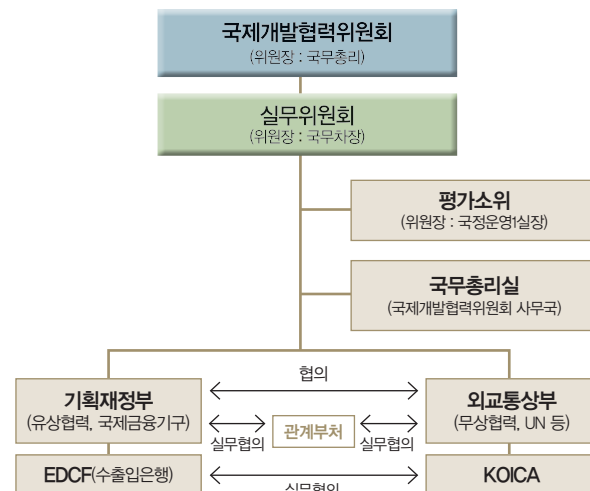 국제개발협력위원회
(위원장 : 국무총리)
실무위원회
(위원장 : 국무차장)
평가소위
(위원장 : 국정운영1실장)
국무총리실
(국제개발협력위원회 사무국)
협의
기획재정부
(유상협력, 국제금융기구)
외교통상부
(무상협력, UN 등)
실무협의
관계부처
실무협의
EDCF(수출입은행)
KOICA
실무협의